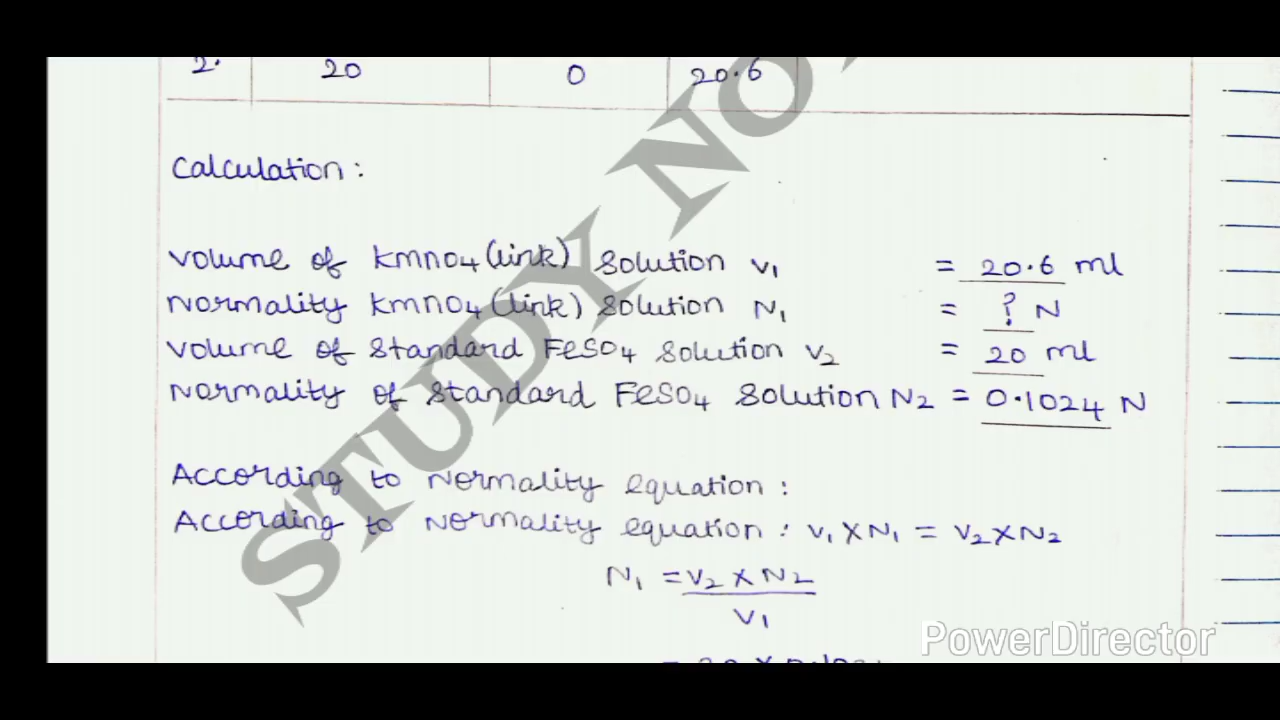 2. 20 0 20.6
Calculation:
Volume of KMnO4 (link) Solution V1 = 20.6 ml
Normality KMnO4 (link) Solution N1 = ? N
Volume of Standard FeSO4 Solution V2 = 20 ml
Normality of Standard FeSO4 Solution N2 = 0.1024 N
According to Normality equation:
According to Normality equation: V1 X N1 = V2 X N2
N1 = V2 X N2
V1
STUDY NO
PowerDirector